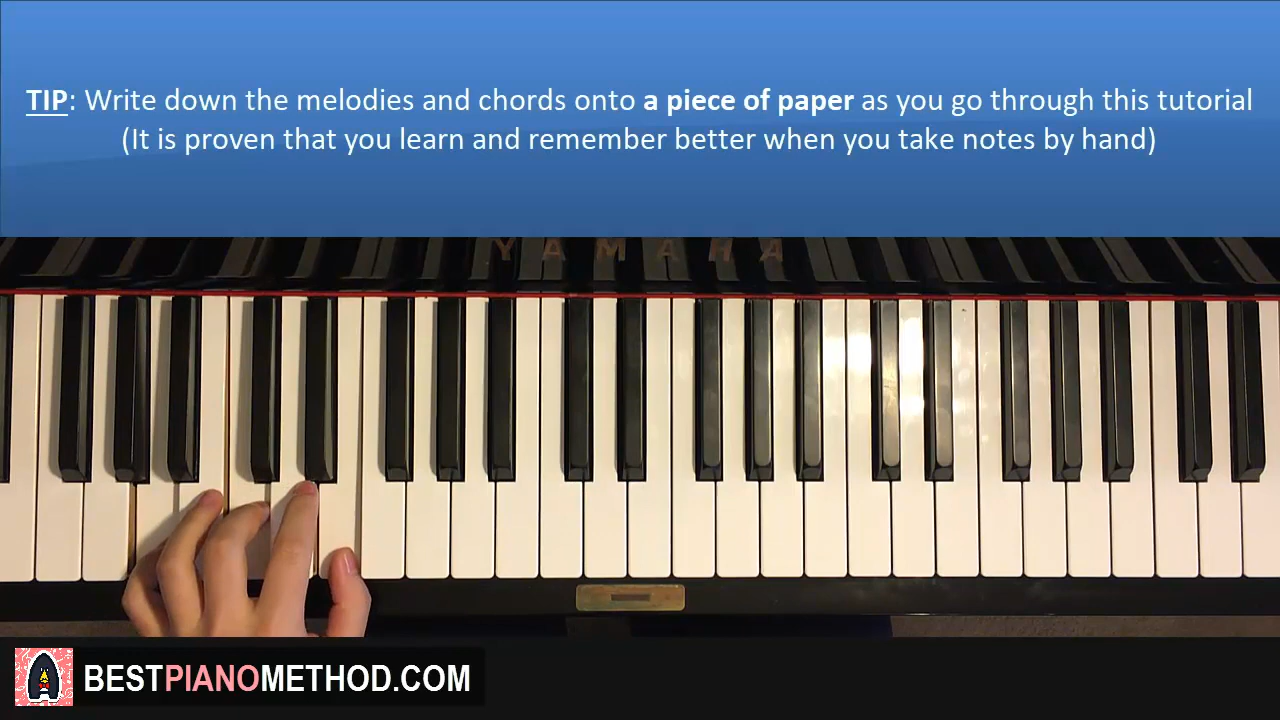 TIP: Write down the melodies and chords onto a piece of paper as you go through this tutorial
(It is proven that you learn and remember better when you take notes by hand)
YAMAHA
BESTPIANOMETHOD.COM